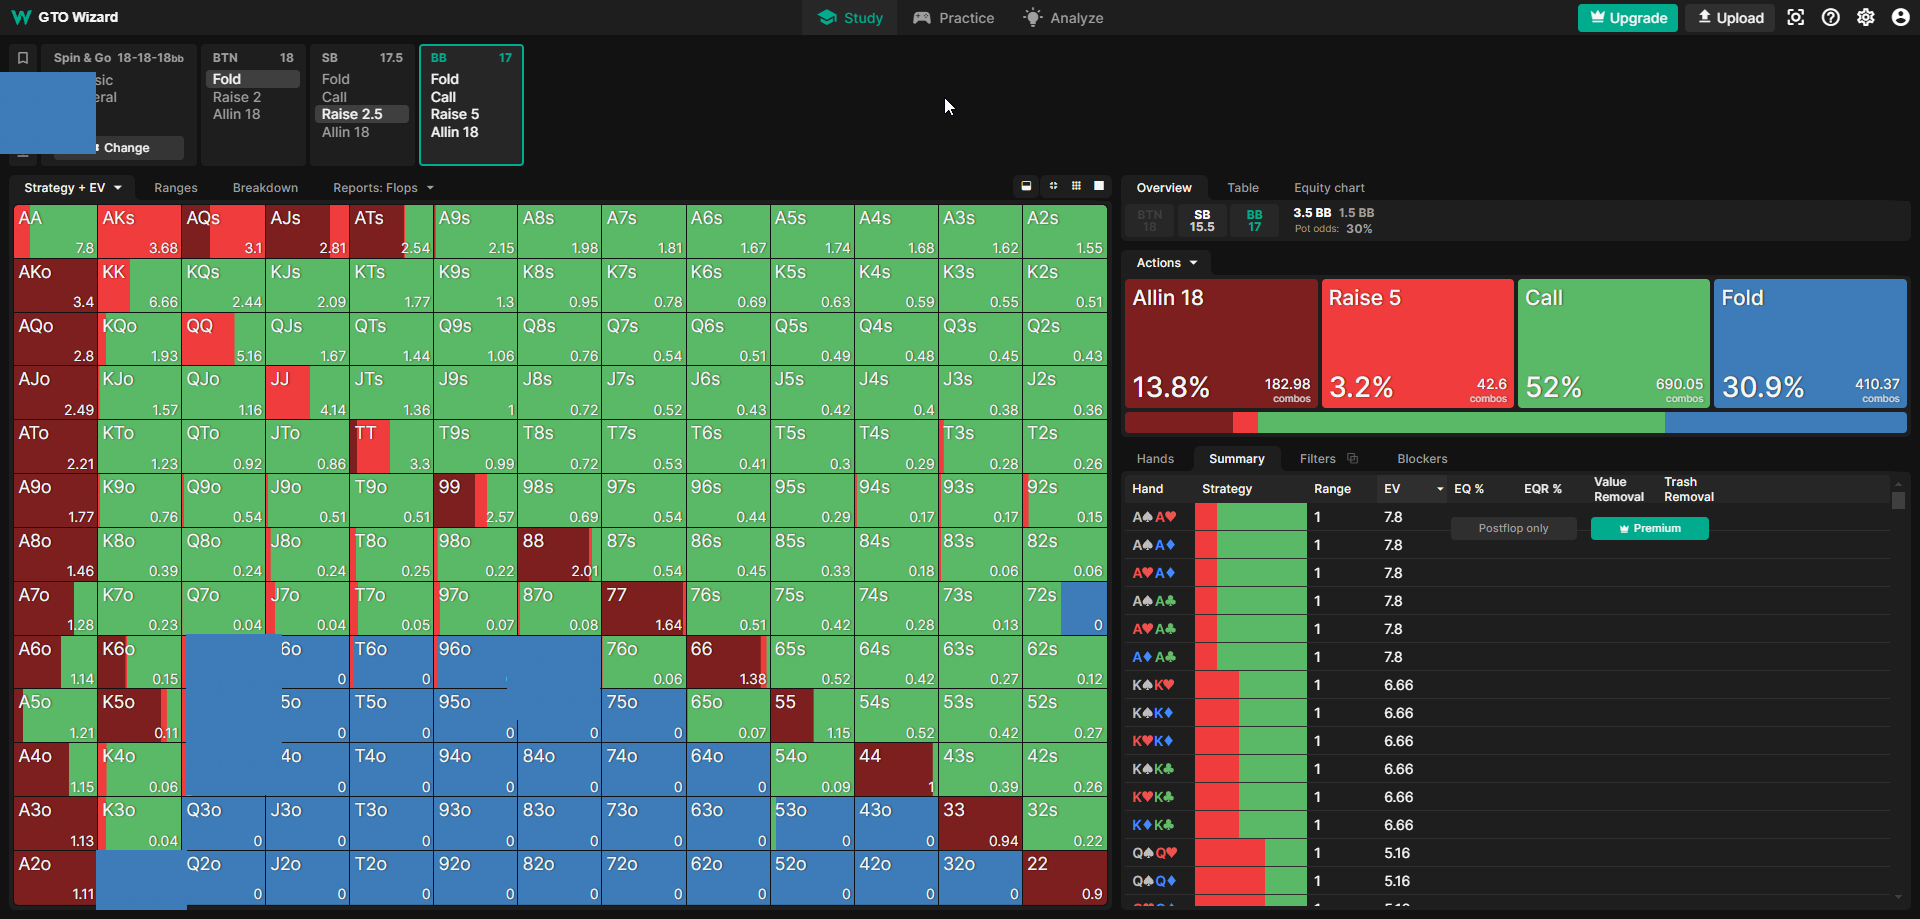 GTO Wizard
Study
Practice
Analyze
Upgrade
Upload
Spin & Go 18-18-18bb
sic
eral
Change
BTN 18
Fold
Raise 2
Allin 18
SB 17.5
Fold
Call
Raise 2.5
Allin 18
BB 17
Fold
Call
Raise 5
Allin 18
Strategy + EV
Ranges
Breakdown
Reports: Flops
AA 7.8 AKs 3.68 AQs 3.1 AJs 2.81 ATs 2.54 A9s 2.15 A8s 1.98 A7s 1.81 A6s 1.67 A5s 1.74 A4s 1.68 A3s 1.62 A2s 1.55
AKo 3.4 KK 6.66 KQs 2.44 KJs 2.09 KTs 1.77 K9s 1.3 K8s 0.95 K7s 0.78 K6s 0.69 K5s 0.63 K4s 0.59 K3s 0.55 K2s 0.51
AQo 2.8 KQo 1.93 QQ 5.16 QJs 1.67 QTs 1.44 Q9s 1.06 Q8s 0.76 Q7s 0.54 Q6s 0.51 Q5s 0.49 Q4s 0.48 Q3s 0.45 Q2s 0.43
AJo 2.49 KJo 1.57 QJo 1.16 JJ 4.14 JTs 1.36 J9s 1 J8s 0.72 J7s 0.52 J6s 0.43 J5s 0.42 J4s 0.4 J3s 0.38 J2s 0.36
ATo 2.21 KTo 1.23 QTo 0.92 JTo 0.86 TT 3.3 T9s 0.99 T8s 0.72 T7s 0.53 T6s 0.41 T5s 0.3 T4s 0.29 T3s 0.28 T2s 0.26
A9o 1.77 K9o 0.76 Q9o 0.54 J9o 0.51 T9o 0.51 99 2.57 98s 0.69 97s 0.54 96s 0.44 95s 0.29 94s 0.17 93s 0.17 92s 0.15
A8o 1.46 K8o 0.39 Q8o 0.24 J8o 0.24 T8o 0.25 98o 0.22 88 2.01 87s 0.54 86s 0.45 85s 0.33 84s 0.18 83s 0.06 82s 0.06
A7o 1.28 K7o 0.23 Q7o 0.04 J7o 0.04 T7o 0.05 97o 0.07 87o 0.08 77 1.64 76s 0.51 75s 0.42 74s 0.28 73s 0.13 72s 0
A6o 1.14 K6o 0.15 6o 0 T6o 0 96o 76o 0.06 66 1.38 65s 0.52 64s 0.42 63s 0.27 62s 0.12
A5o 1.21 K5o 0.11 5o 0 T5o 0 95o 0 0 75o 0 65o 0.07 55 1.15 54s 0.52 53s 0.42 52s 0.27
A4o 1.15 K4o 0.06 4o 0 T4o 0 94o 0 84o 0 74o 0 64o 0 54o 0.09 44 1 43s 0.39 42s 0.26
A3o 1.13 K3o 0.04 Q3o 0 J3o 0 T3o 0 93o 0 83o 0 73o 0 63o 0 53o 0 43o 0 33 0.94 32s 0.22
A2o 1.11 Q2o 0 J2o 0 T2o 0 92o 0 82o 0 72o 0 62o 0 52o 0 42o 0 32o 0 22 0.9
Overview
Table
Equity chart
BTN 18
SB 15.5
BB 17
3.5 BB 1.5 BB
Pot odds: 30%
Actions
Allin 18
13.8% 182.98 combos
Raise 5
3.2% 42.6 combos
Call
52% 690.05 combos
Fold
30.9% 410.37 combos
Hands
Summary
Filters
Blockers
Hand Strategy Range EV EQ % EQR % Value Removal Trash Removal
Postflop only
Premium
A♠A♥ 1 7.8
A♠A♦ 1 7.8
A♥A♦ 1 7.8
A♠A♣ 1 7.8
A♥A♣ 1 7.8
A♦A♣ 1 7.8
K♠K♥ 1 6.66
K♠K♦ 1 6.66
K♥K♦ 1 6.66
K♠K♣ 1 6.66
K♥K♣ 1 6.66
K♦K♣ 1 6.66
Q♠Q♥ 1 5.16
Q♠Q♦ 1 5.16